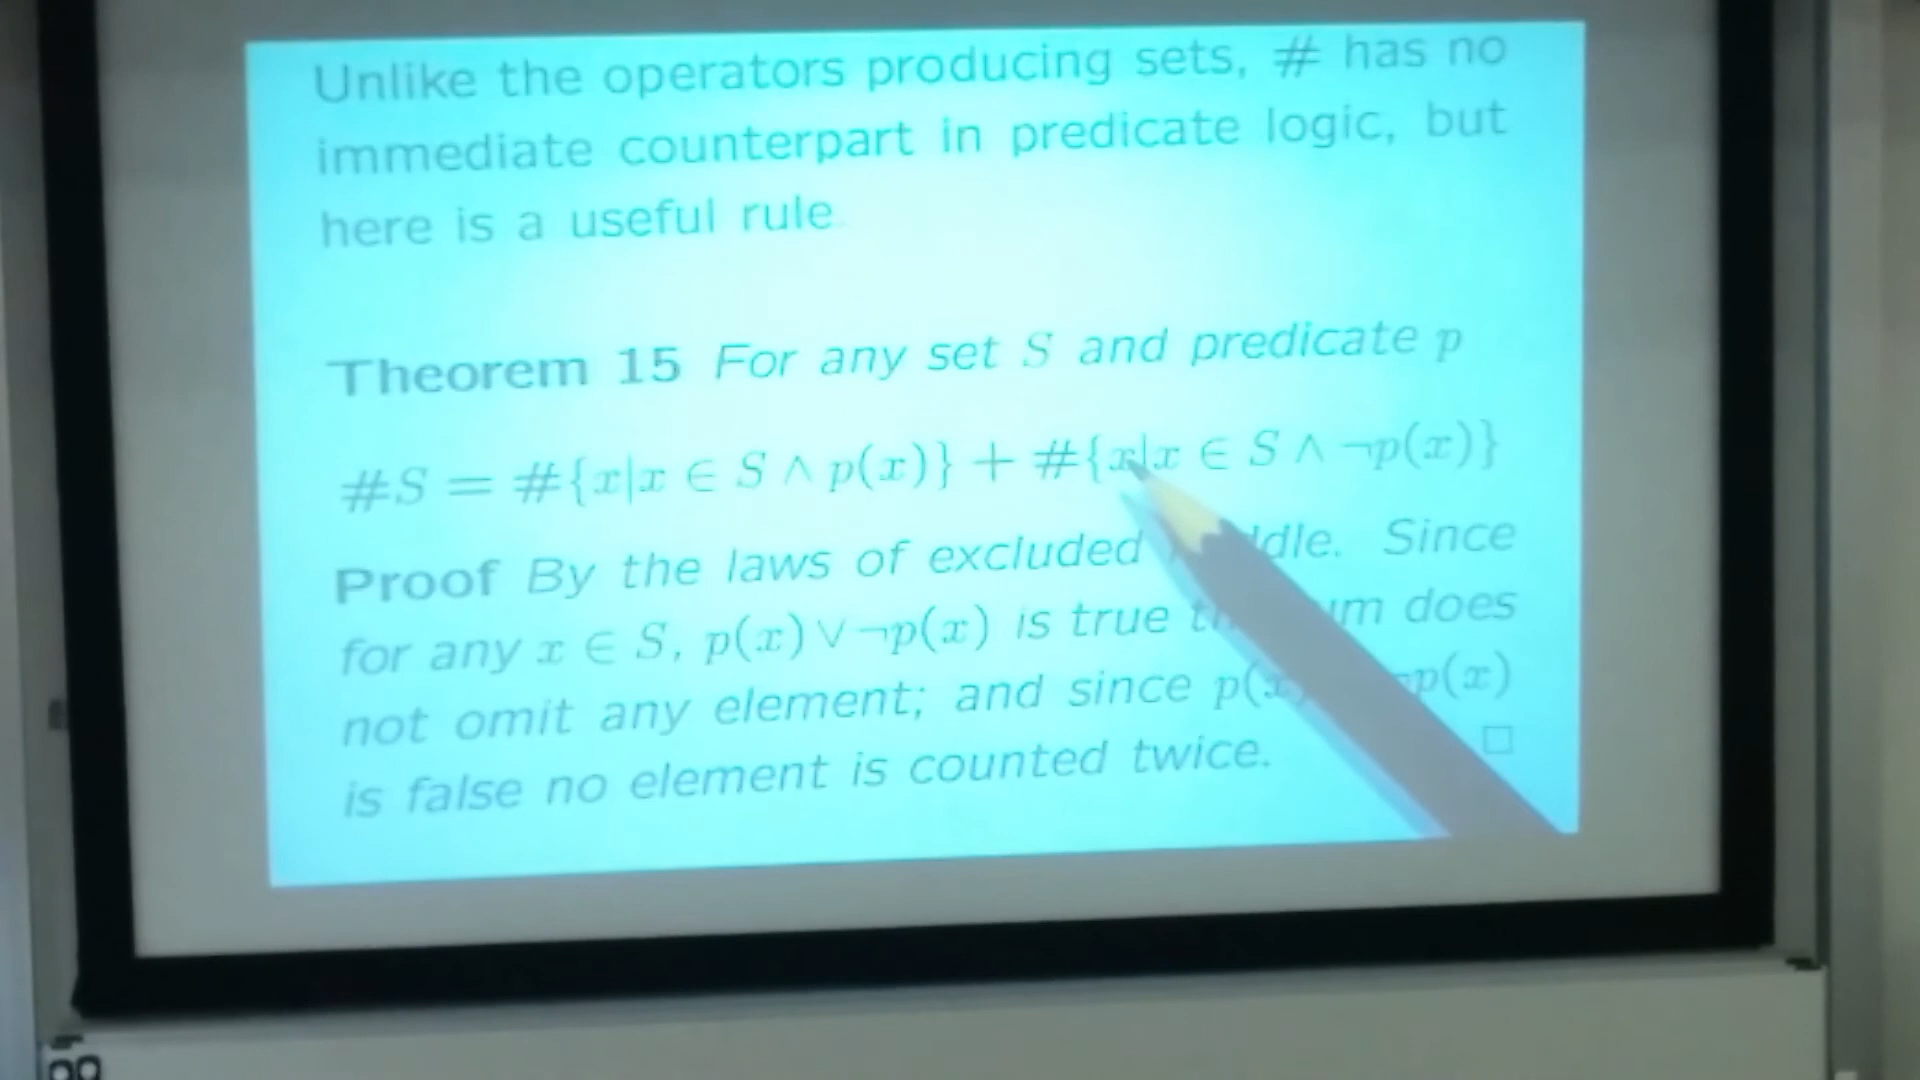 Unlike the operators producing sets, # has no
immediate counterpart in predicate logic, but
here is a useful rule
Theorem 15 For any set S and predicate p
#S = #{x|x ∈ S ∧ p(x)} + #{x|x ∈ S ∧ ¬p(x)}
Proof By the laws of excluded Since
for any x ∈ S, p(x) ∨ ¬p(x) is true does
not omit any element; and since ¬p(x)
is false no element is counted twice. □